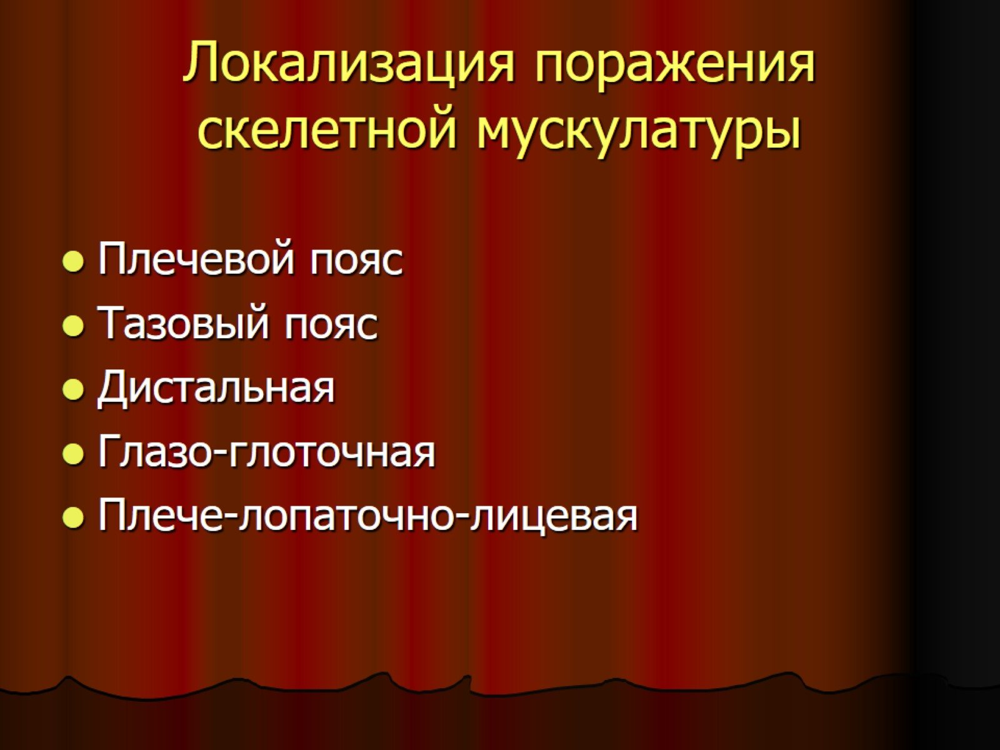 Локализация поражения
скелетной мускулатуры
Плечевой пояс
Тазовый пояс
Дистальная
Глазо-глоточная
Плече-лопаточно-лицевая